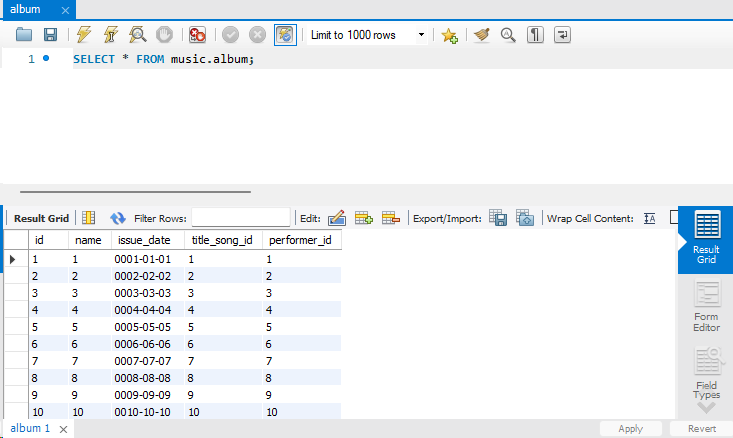 album
Limit to 1000 rows
1 SELECT * FROM music.album;
Result Grid Filter Rows: Edit: Export/Import: Wrap Cell Content:
id name issue_date title_song_id performer_id
1 1 0001-01-01 1 1
2 2 0002-02-02 2 2
3 3 0003-03-03 3 3
4 4 0004-04-04 4 4
5 5 0005-05-05 5 5
6 6 0006-06-06 6 6
7 7 0007-07-07 7 7
8 8 0008-08-08 8 8
9 9 0009-09-09 9 9
10 10 0010-10-10 10 10
Result
Grid
Form
Editor
Field
Types
album 1
Apply Revert